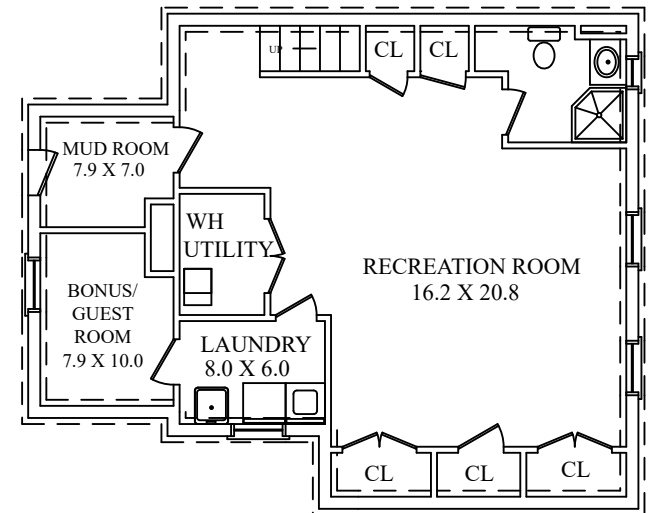 UP
CL
CL
MUD ROOM
7.9 X 7.0
WH
UTILITY
RECREATION ROOM
16.2 X 20.8
BONUS/
GUEST
ROOM
7.9 X 10.0
LAUNDRY
8.0 X 6.0
CL
CL
CL